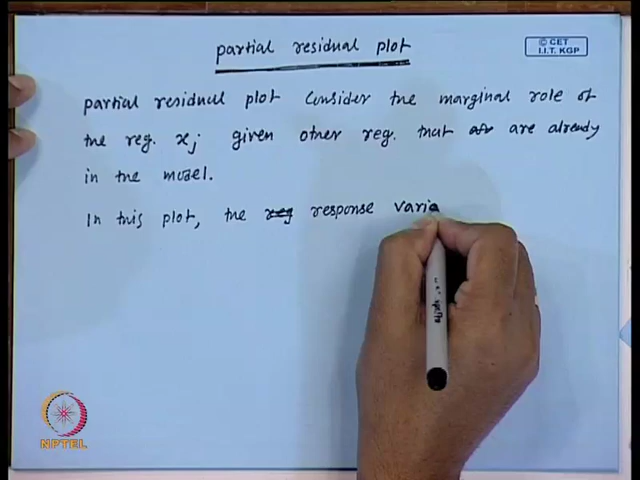 partial residual plot
© CET
I.I.T. KGP
partial residual plot Consider the marginal role of
the reg. xj given other reg. that are already
in the model.
In this plot, the response varia
NPTEL